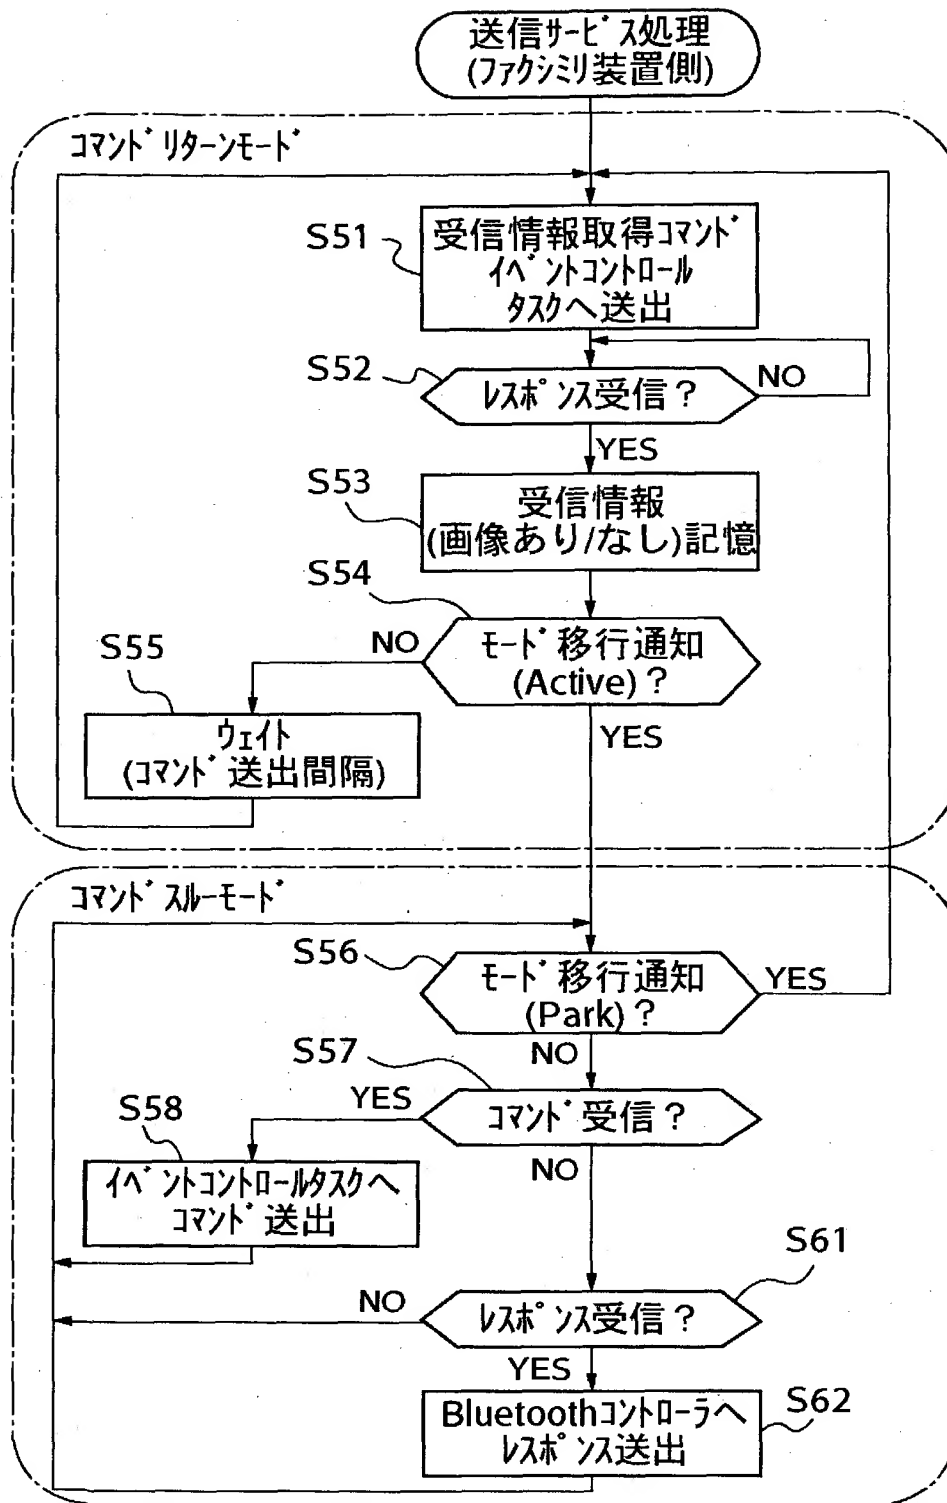 送信ｻｰﾋﾞｽ処理
(ﾌｧｸｼﾐﾘ装置側)
ｺﾏﾝﾄﾞﾘﾀｰﾝﾓｰﾄﾞ
S51
受信情報取得ｺﾏﾝﾄﾞ
ｲﾍﾞﾝﾄｺﾝﾄﾛｰﾙ
ﾀｽｸへ送出
S52
ﾚｽﾎﾟﾝｽ受信？
NO
YES
S53
受信情報
(画像あり/なし)記憶
S54
ﾓｰﾄﾞ移行通知
(Active)？
NO
YES
S55
ｳｪｲﾄ
(ｺﾏﾝﾄﾞ送出間隔)
ｺﾏﾝﾄﾞｽﾙｰﾓｰﾄﾞ
S56
ﾓｰﾄﾞ移行通知
(Park)？
YES
NO
S57
ｺﾏﾝﾄﾞ受信？
YES
NO
S58
ｲﾍﾞﾝﾄｺﾝﾄﾛｰﾙﾀｽｸへ
ｺﾏﾝﾄﾞ送出
S61
ﾚｽﾎﾟﾝｽ受信？
NO
YES
S62
Bluetoothｺﾝﾄﾛｰﾗへ
ﾚｽﾎﾟﾝｽ送出